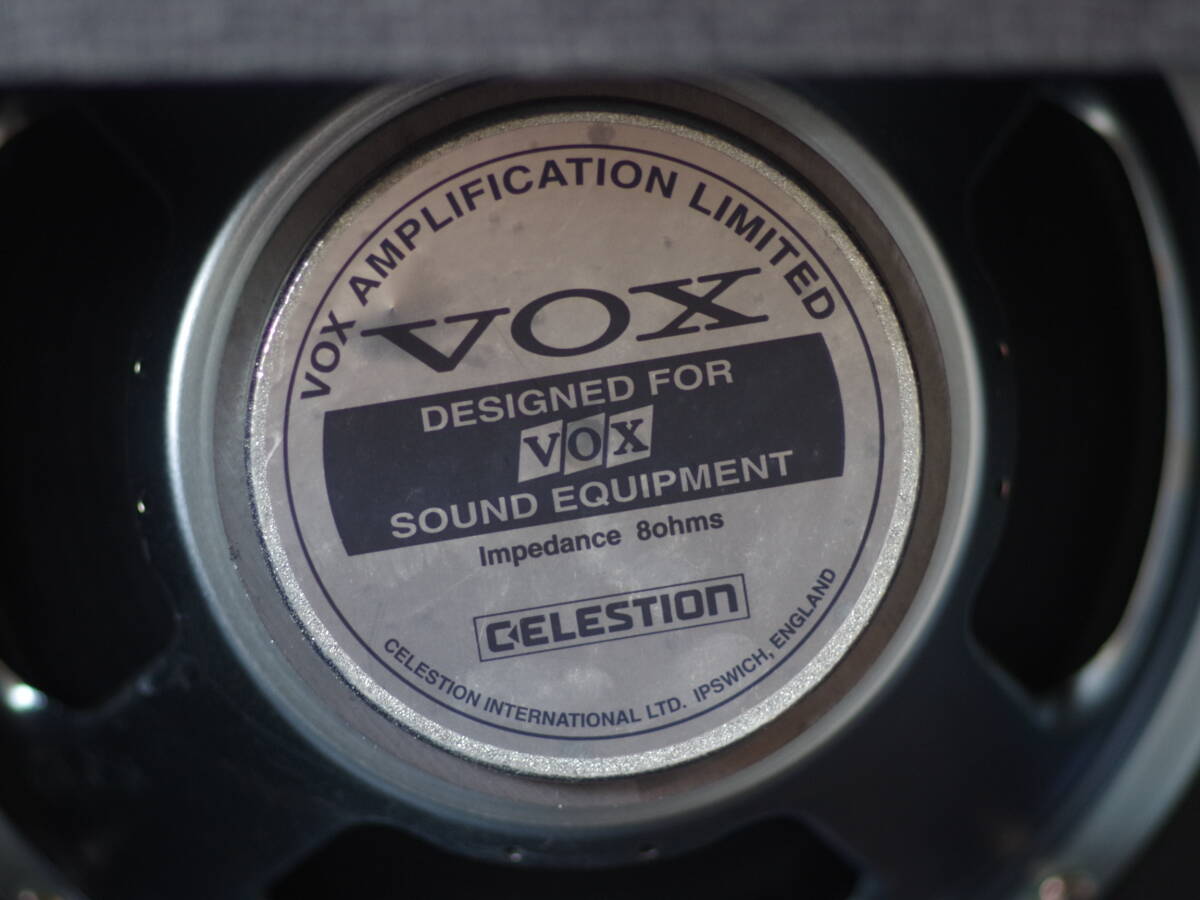 VOX AMPLIFICATION LIMITED
VOX
DESIGNED FOR
VOX
SOUND EQUIPMENT
Impedance 8ohms
CELESTION
CELESTION INTERNATIONAL LTD. IPSWICH, ENGLAND